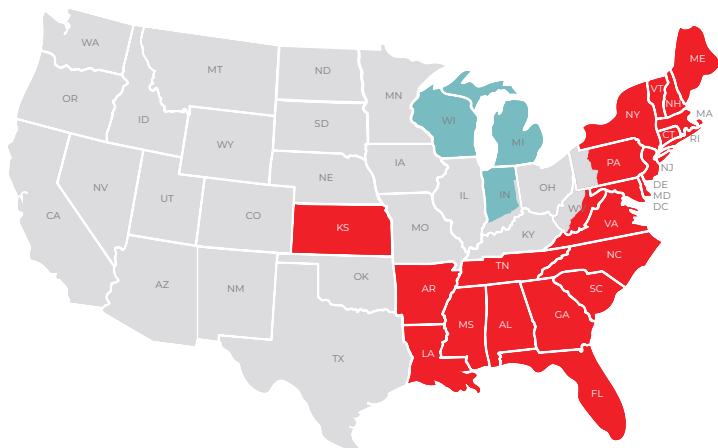 WA
MT
ND
MN
OR
ID
WY
SD
WI
MI
NY
VT
NH
ME
MA
CT
RI
NV
UT
CO
NE
IA
IL
IN
OH
PA
NJ
DE
MD
DC
CA
KS
MO
KY
WV
VA
AZ
NM
OK
AR
TN
NC
SC
TX
LA
MS
AL
GA
FL